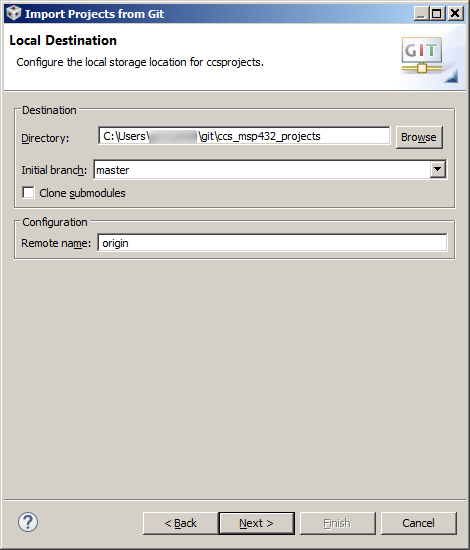 Import Projects from Git
Local Destination
Configure the local storage location for ccsprojects.
GIT
Destination
Directory: C:\Users\ \git\ccs_msp432_projects Browse
Initial branch: master
Clone submodules
Configuration
Remote name: origin
? < Back Next > Finish Cancel